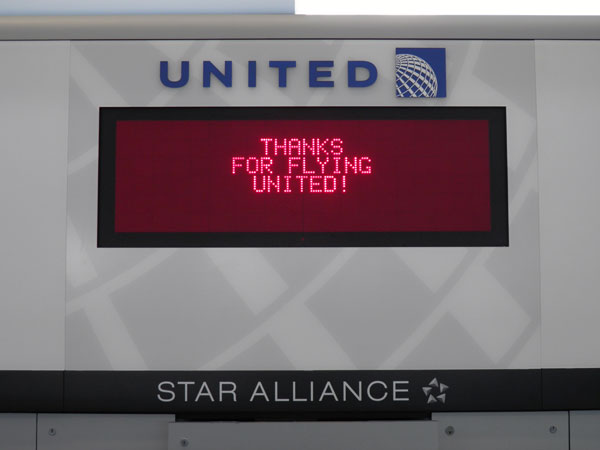 UNITED
THANKS
FOR FLYING
UNITED!
STAR ALLIANCE